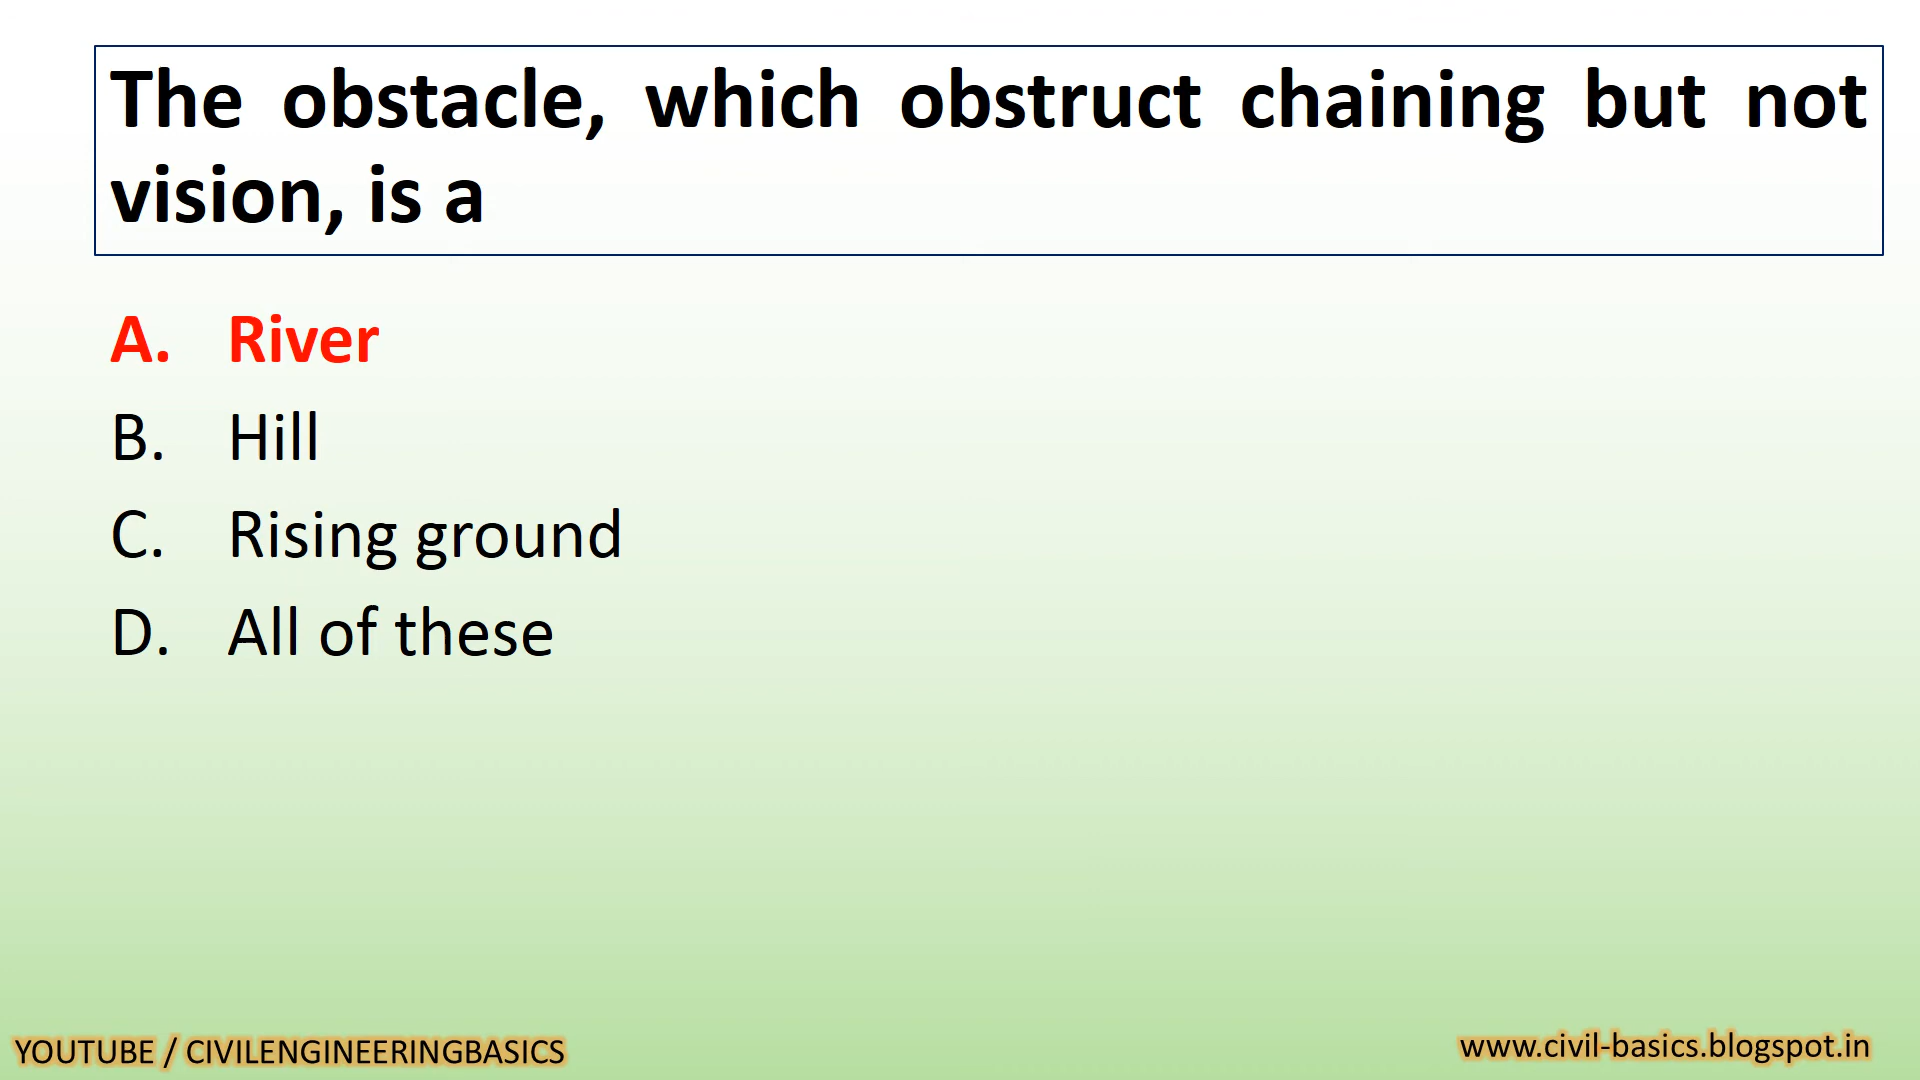 The obstacle, which obstruct chaining but not
vision, is a
A. River
B. Hill
C. Rising ground
D. All of these
YOUTUBE / CIVILENGINEERINGBASICS
www.civil-basics.blogspot.in